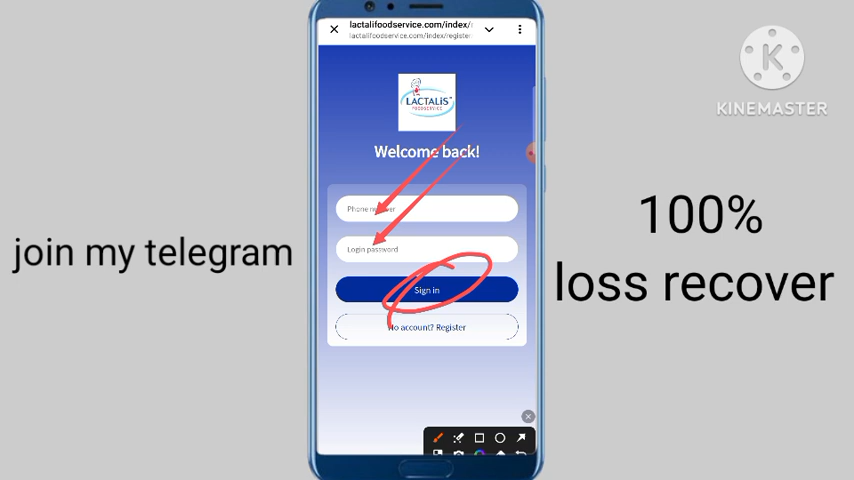 lactalifoodservice.com/index/
lactalifoodservice.com/index/register
LACTALIS
FOODSERVICE
Welcome back!
Phone
Login password
Sign in
No account? Register
join my telegram
100%
loss recover
K
KINEMASTER